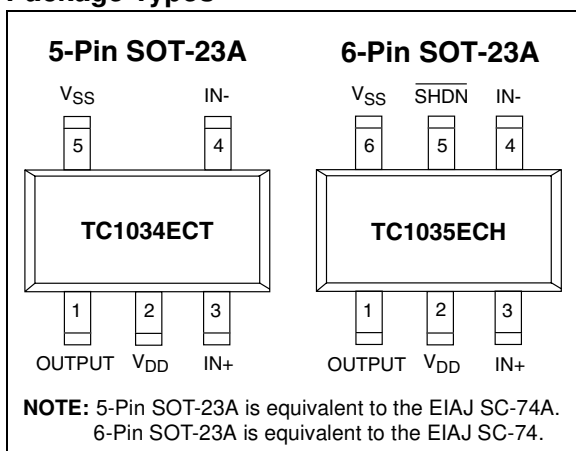 5-Pin SOT-23A 6-Pin SOT-23A
VSS IN- VSS SHDN IN-
5 4 6 5 4
TC1034ECT TC1035ECH
1 2 3 1 2 3
OUTPUT VDD IN+ OUTPUT VDD IN+
NOTE: 5-Pin SOT-23A is equivalent to the EIAJ SC-74A.
6-Pin SOT-23A is equivalent to the EIAJ SC-74.